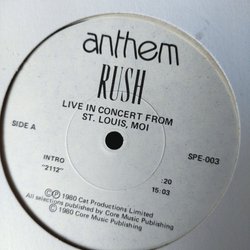 anthem
RUSH
LIVE IN CONCERT FROM
ST. LOUIS, MOI
SIDE A
SPE-003
INTRO :20
"2112" 15:03
©℗ 1980 Cat Productions Limited
All selections published by Core Music Publishing
© 1980 Core Music Publishing